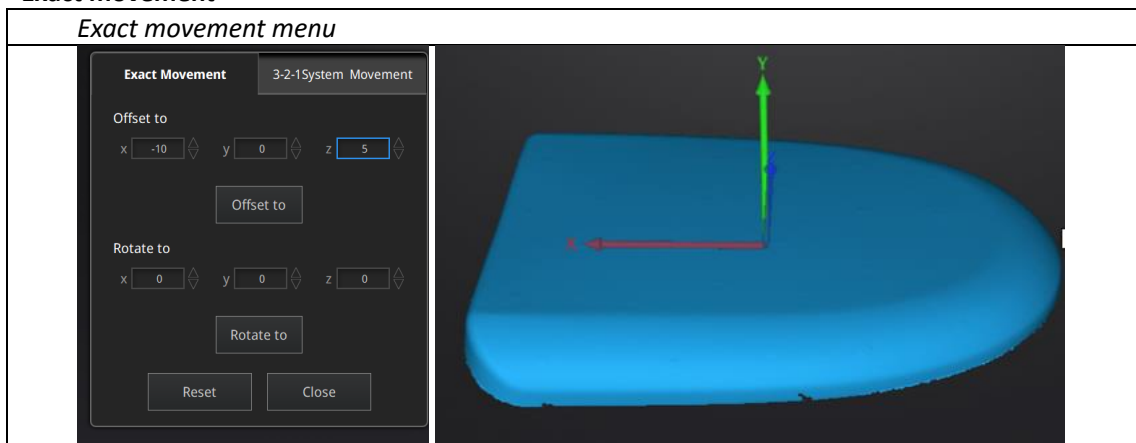 Exact movement menu
Exact Movement 3-2-1System Movement
Offset to
x -10 y 0 z 5
Offset to
Rotate to
x 0 y 0 z 0
Rotate to
Reset Close
Y
X